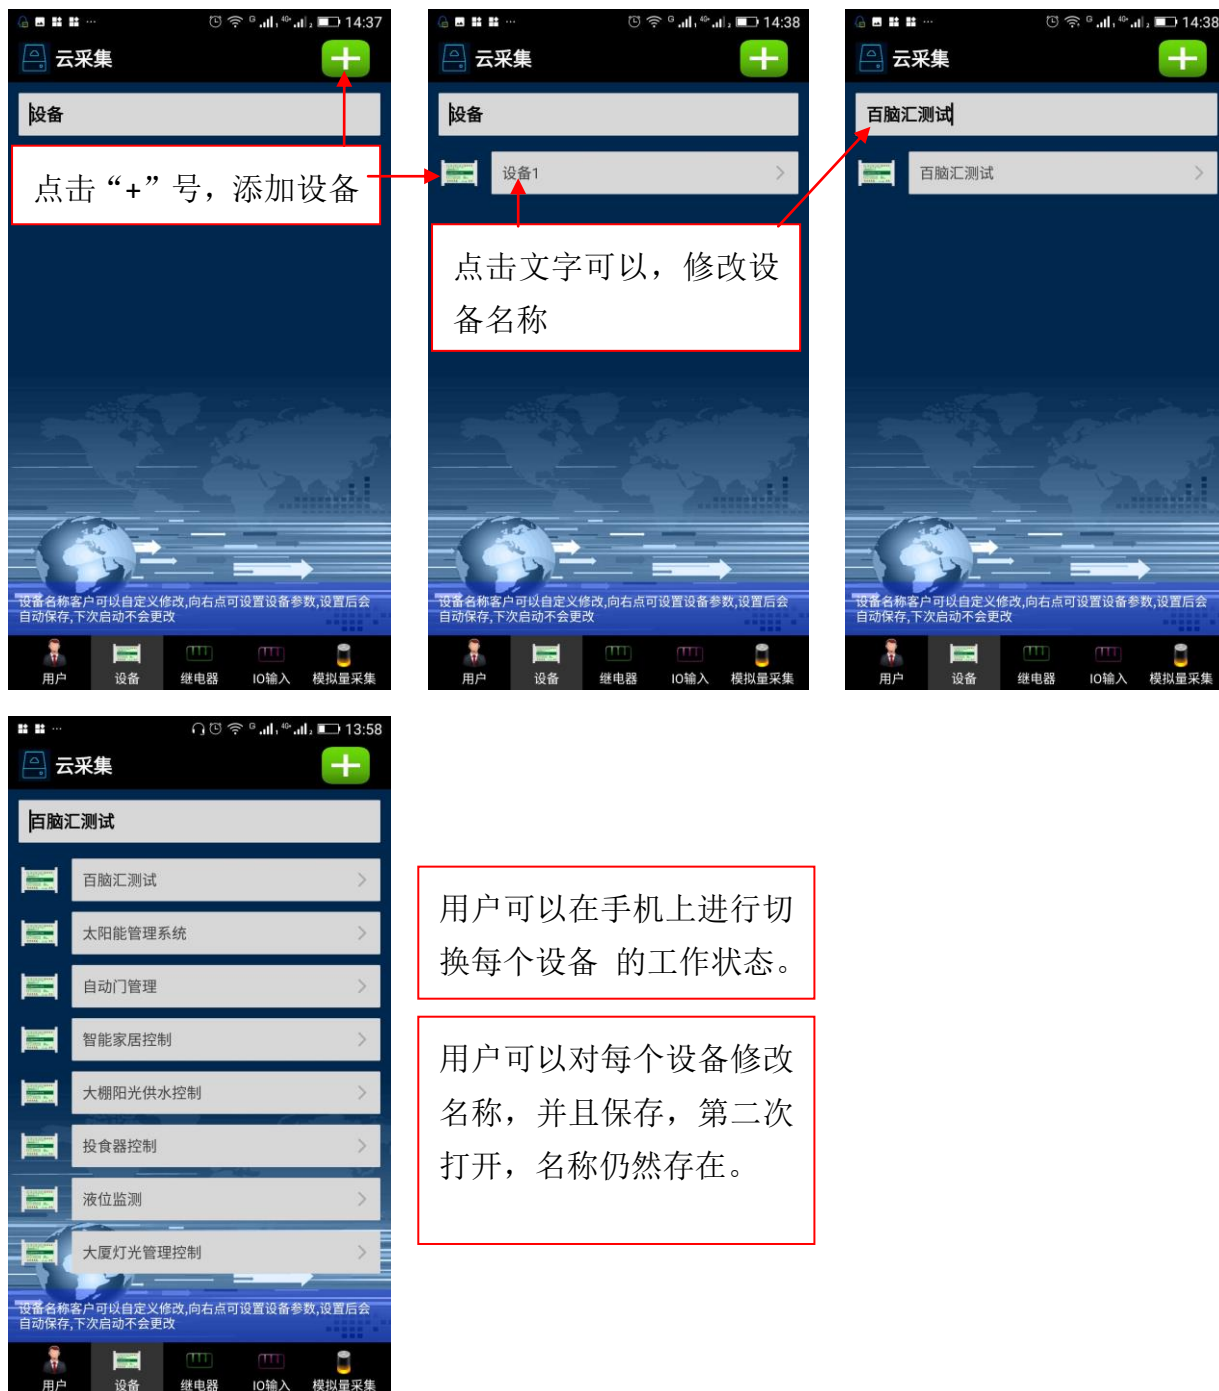 14:37
云采集
设备
点击“+”号，添加设备
设备名称客户可以自定义修改,向右点可设置设备参数,设置后会
自动保存,下次启动不会更改
用户 设备 继电器 IO输入 模拟量采集
14:38
云采集
设备
设备1
点击文字可以，修改设
备名称
设备名称客户可以自定义修改,向右点可设置设备参数,设置后会
自动保存,下次启动不会更改
用户 设备 继电器 IO输入 模拟量采集
14:38
云采集
百脑汇测试
百脑汇测试
设备名称客户可以自定义修改,向右点可设置设备参数,设置后会
自动保存,下次启动不会更改
用户 设备 继电器 IO输入 模拟量采集
13:58
云采集
百脑汇测试
百脑汇测试
太阳能管理系统
自动门管理
智能家居控制
大棚阳光供水控制
投食器控制
液位监测
大厦灯光管理控制
设备名称客户可以自定义修改,向右点可设置设备参数,设置后会
自动保存,下次启动不会更改
用户 设备 继电器 IO输入 模拟量采集
用户可以在手机上进行切
换每个设备 的工作状态。
用户可以对每个设备修改
名称，并且保存，第二次
打开，名称仍然存在。